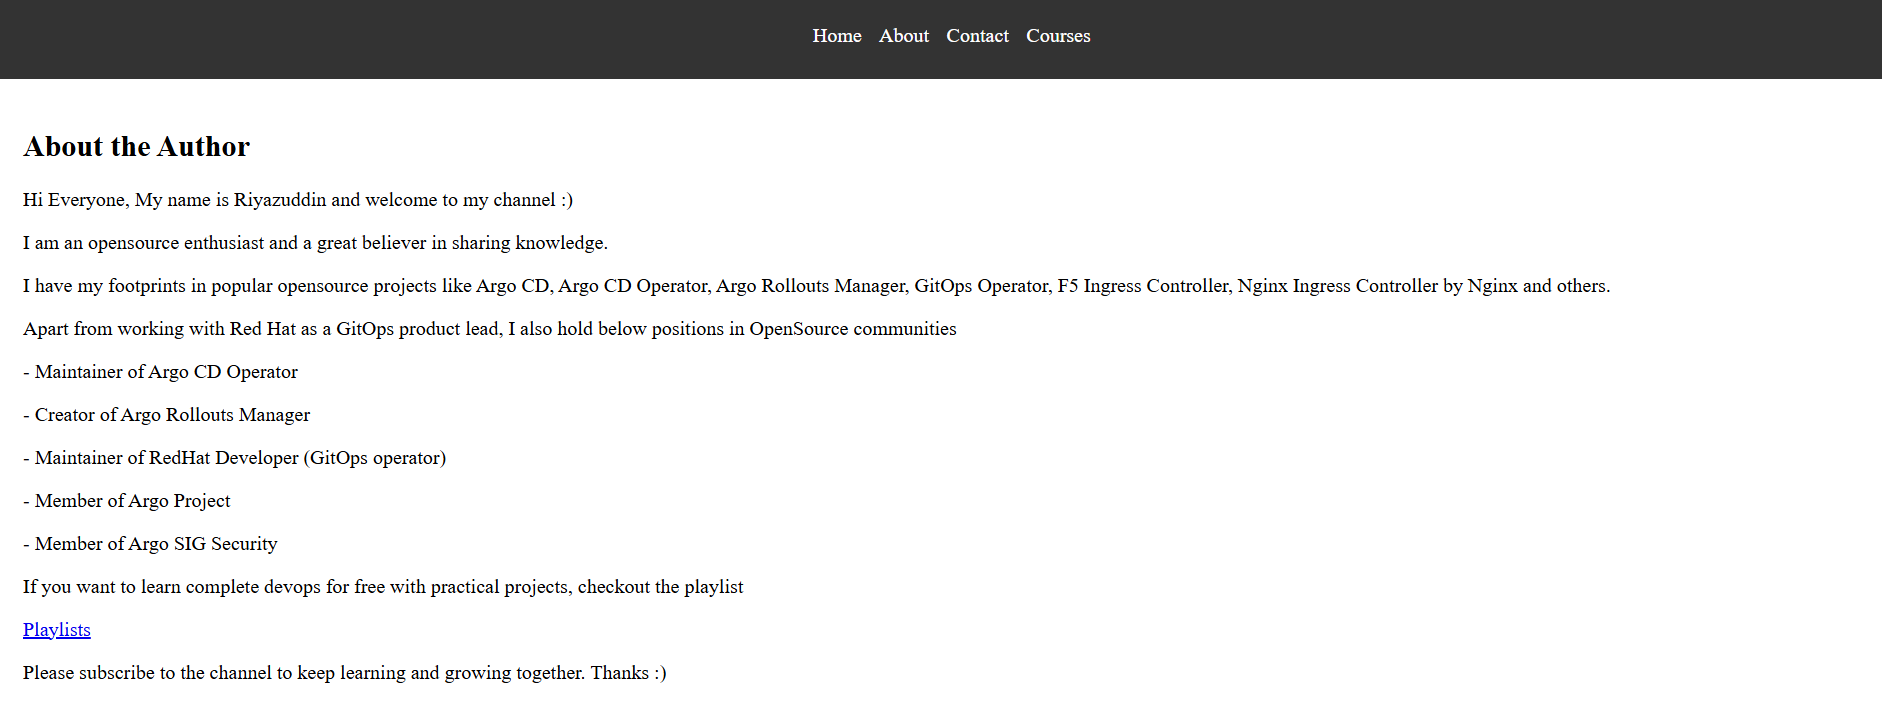 Home About Contact Courses
About the Author
Hi Everyone, My name is Riyazuddin and welcome to my channel :)
I am an opensource enthusiast and a great believer in sharing knowledge.
I have my footprints in popular opensource projects like Argo CD, Argo CD Operator, Argo Rollouts Manager, GitOps Operator, F5 Ingress Controller, Nginx Ingress Controller by Nginx and others.
Apart from working with Red Hat as a GitOps product lead, I also hold below positions in OpenSource communities
- Maintainer of Argo CD Operator
- Creator of Argo Rollouts Manager
- Maintainer of RedHat Developer (GitOps operator)
- Member of Argo Project
- Member of Argo SIG Security
If you want to learn complete devops for free with practical projects, checkout the playlist
Playlists
Please subscribe to the channel to keep learning and growing together. Thanks :)